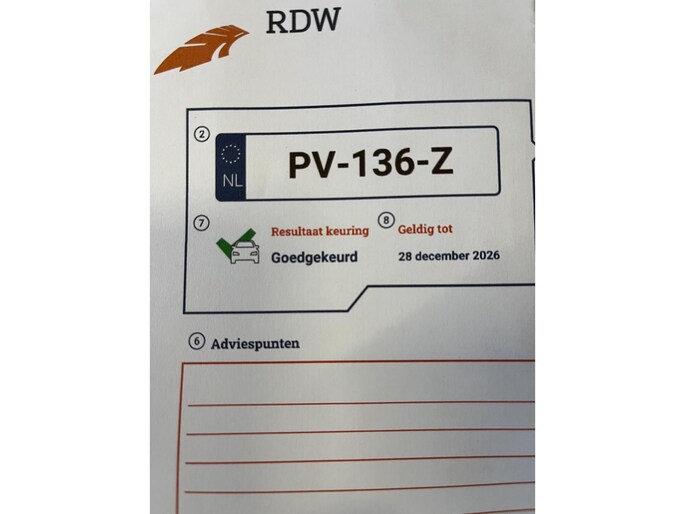 RDW
2
NL
PV-136-Z
7
Resultaat keuring
8
Geldig tot
Goedgekeurd
28 december 2026
6
Adviespunten